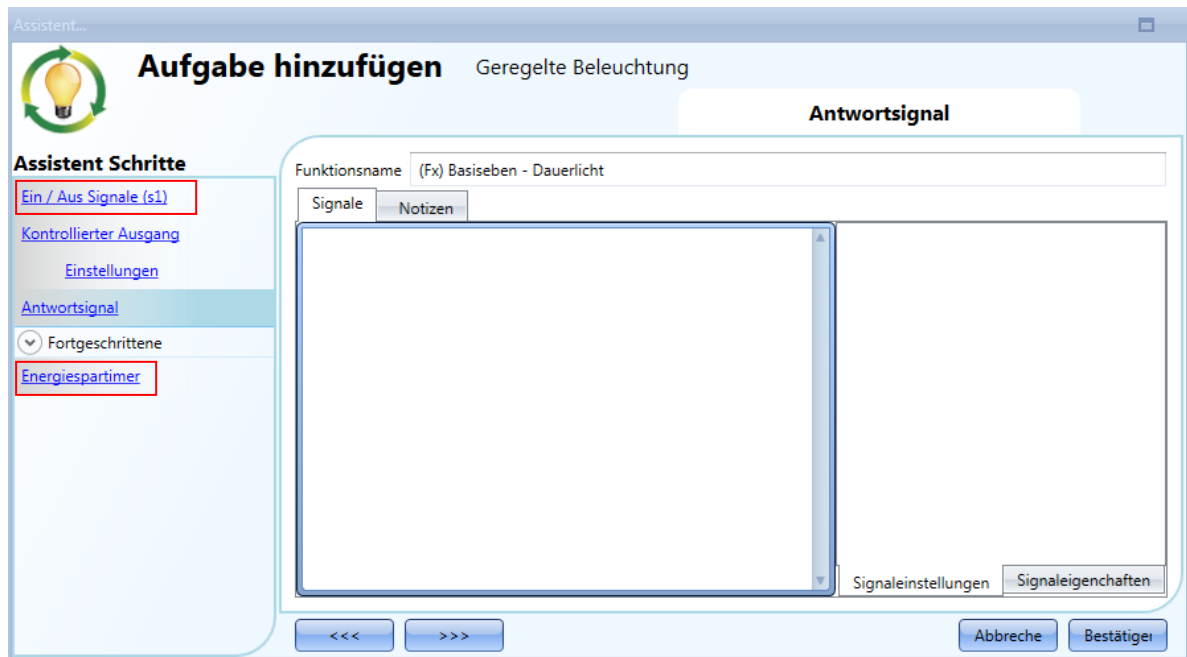 Assistent...
Aufgabe hinzufügen Geregelte Beleuchtung
Antwortsignal
Assistent Schritte
Ein / Aus Signale (s1)
Kontrollierter Ausgang
Einstellungen
Antwortsignal
Fortgeschrittene
Energiespartimer
Funktionsname (Fx) Basiseben - Dauerlicht
Signale Notizen
Signaleinstellungen Signaleigenchaften
<<< >>> Abbreche Bestätiger